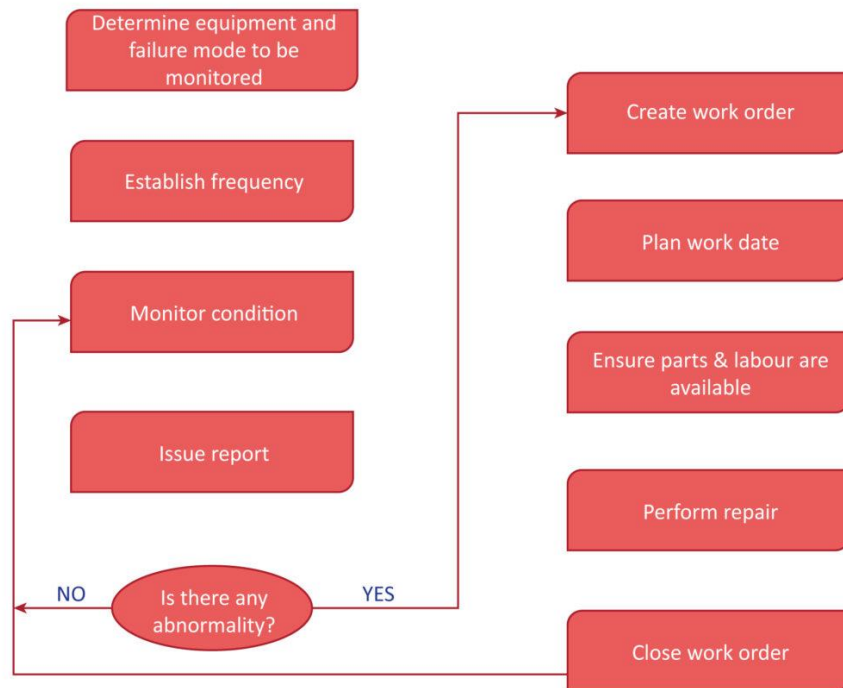 Determine equipment and
failure mode to be
monitored
Establish frequency
Monitor condition
Issue report
NO
Is there any
abnormality?
YES
Create work order
Plan work date
Ensure parts & labour are
available
Perform repair
Close work order